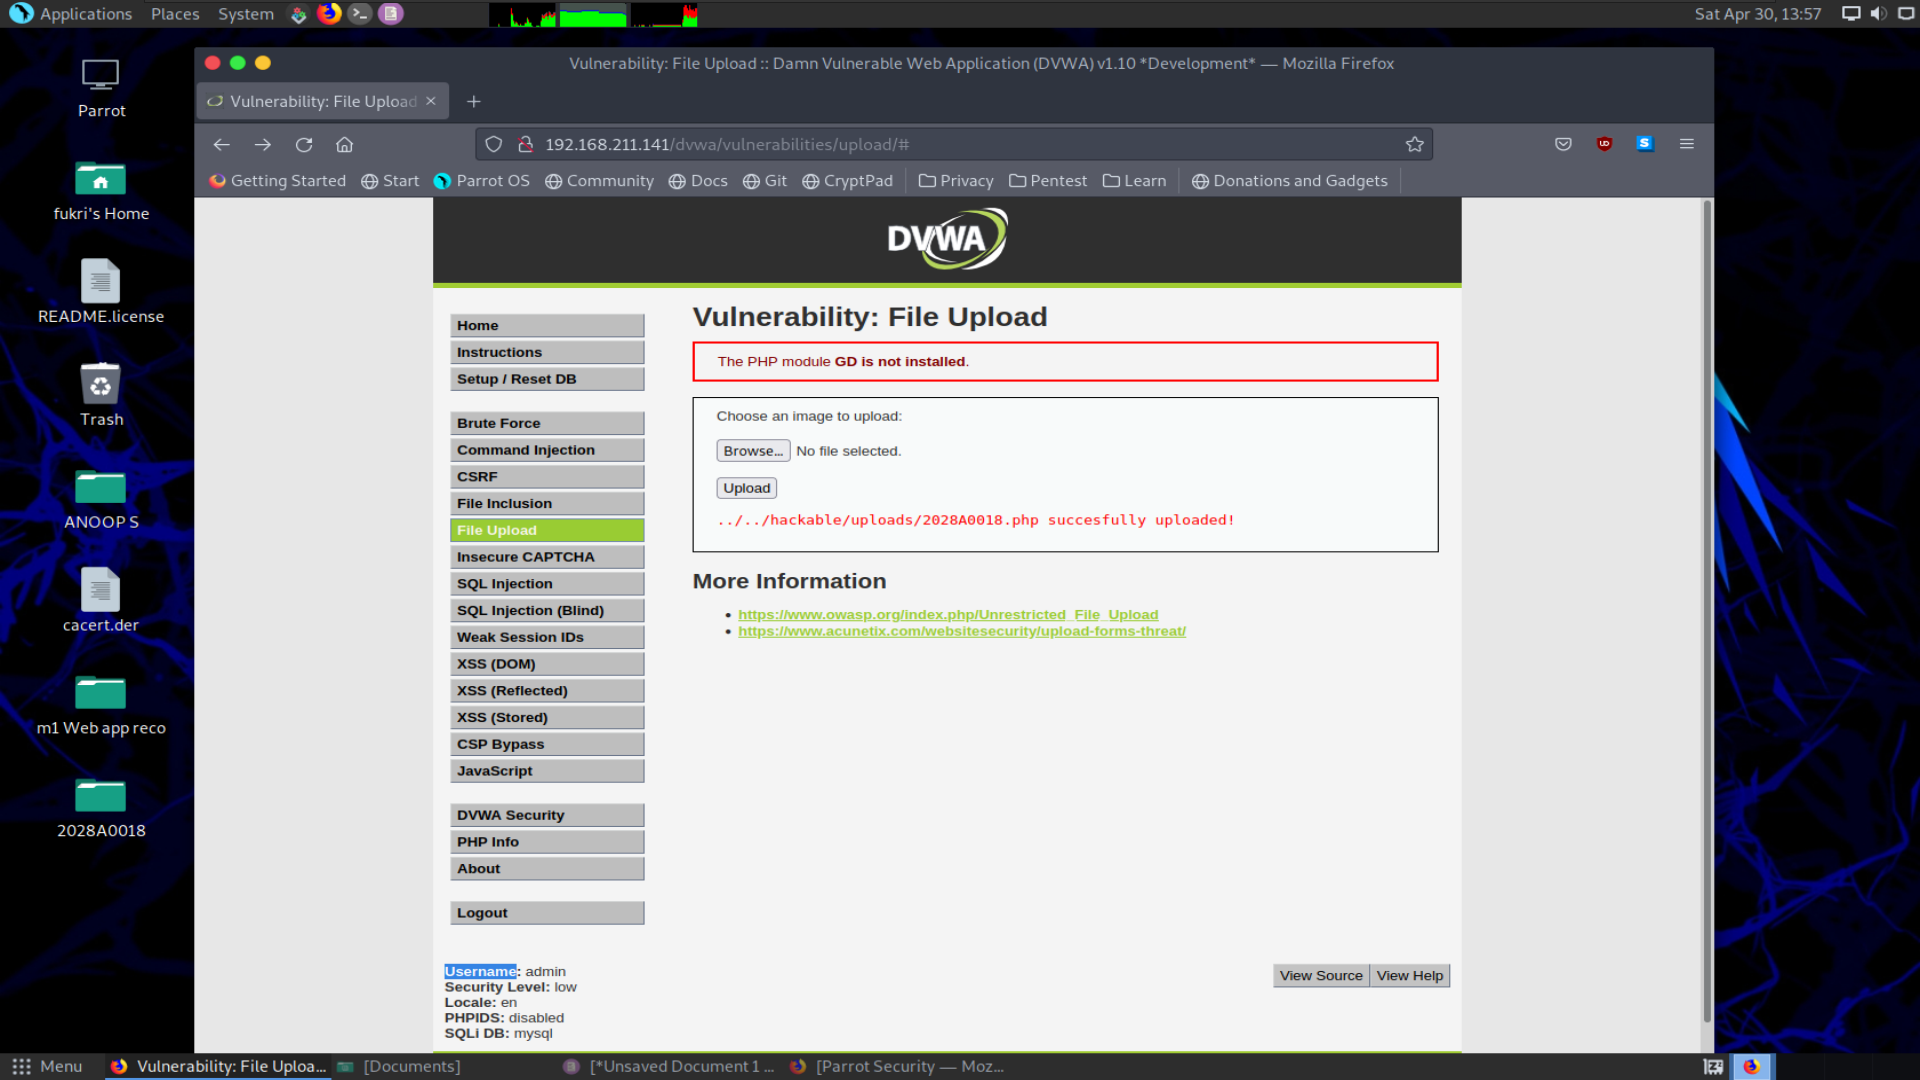 Applications Places System
Sat Apr 30, 13:57
Parrot
fukri's Home
README.license
Trash
ANOOP S
cacert.der
m1 Web app reco
2028A0018
Vulnerability: File Upload :: Damn Vulnerable Web Application (DVWA) v1.10 *Development* — Mozilla Firefox
Vulnerability: File Upload
192.168.211.141/dvwa/vulnerabilities/upload/#
Getting Started Start Parrot OS Community Docs Git CryptPad Privacy Pentest Learn Donations and Gadgets
DVWA
Home
Instructions
Setup / Reset DB
Brute Force
Command Injection
CSRF
File Inclusion
File Upload
Insecure CAPTCHA
SQL Injection
SQL Injection (Blind)
Weak Session IDs
XSS (DOM)
XSS (Reflected)
XSS (Stored)
CSP Bypass
JavaScript
DVWA Security
PHP Info
About
Logout
Vulnerability: File Upload
The PHP module GD is not installed.
Choose an image to upload:
Browse... No file selected.
Upload
../../hackable/uploads/2028A0018.php succesfully uploaded!
More Information
https://www.owasp.org/index.php/Unrestricted_File_Upload
https://www.acunetix.com/websitesecurity/upload-forms-threat/
Username: admin
Security Level: low
Locale: en
PHPIDS: disabled
SQLi DB: mysql
View Source View Help
Menu Vulnerability: File Uploa... [Documents] [*Unsaved Document 1 ... [Parrot Security — Moz...